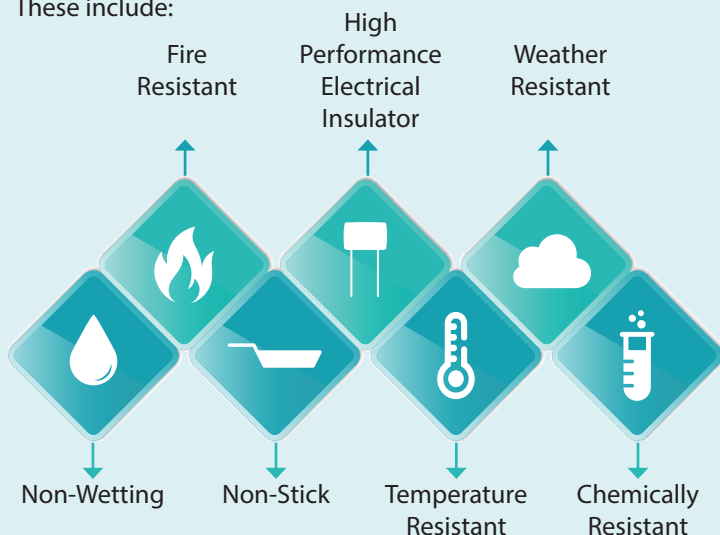 These include:
Fire
Resistant
High
Performance
Electrical
Insulator
Weather
Resistant
Non-Wetting
Non-Stick
Temperature
Resistant
Chemically
Resistant